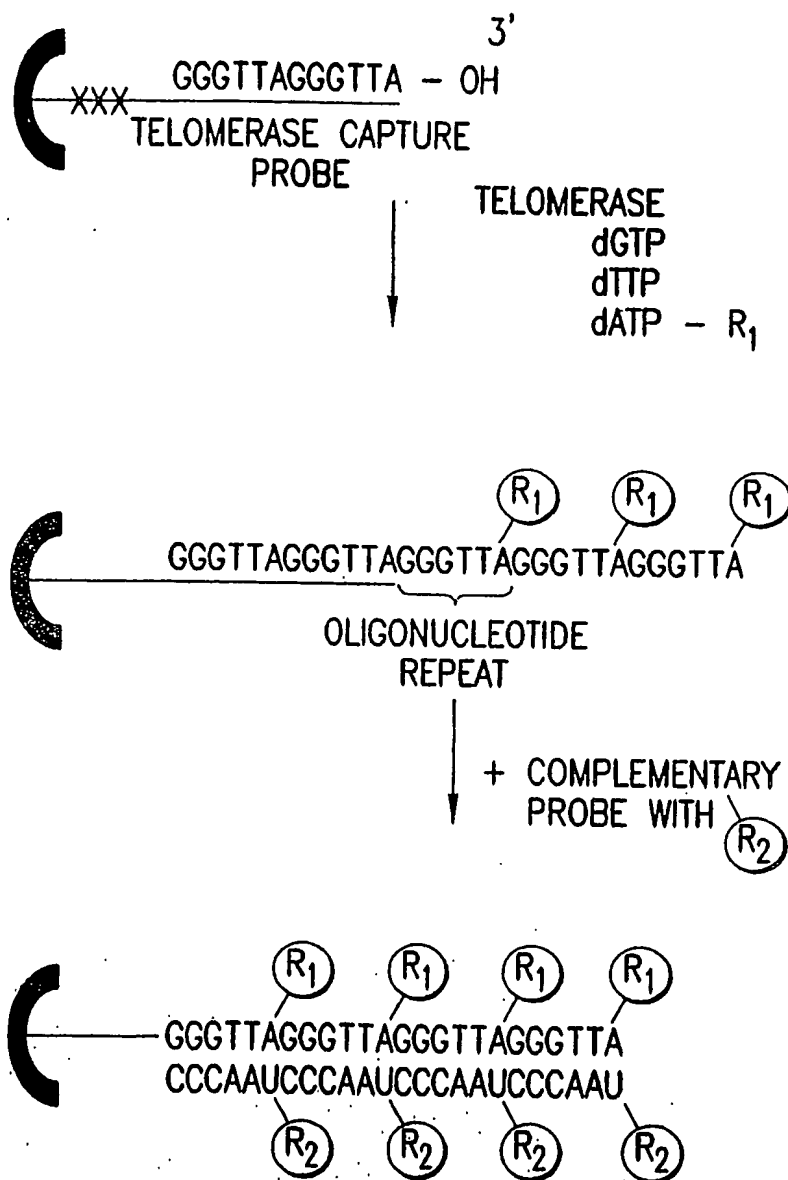 3'
GGGTTAGGGTTA – OH
XXX
TELOMERASE CAPTURE
PROBE
TELOMERASE
dGTP
dTTP
dATP – R1
R1 R1 R1
GGGTTAGGGTTAGGGTTAGGGTTAGGGTTA
OLIGONUCLEOTIDE
REPEAT
+ COMPLEMENTARY
PROBE WITH
R2
R1 R1 R1 R1
GGGTTAGGGTTAGGGTTAGGGTTA
CCCAAUCCCAAUCCCAAUCCCAAU
R2 R2 R2 R2